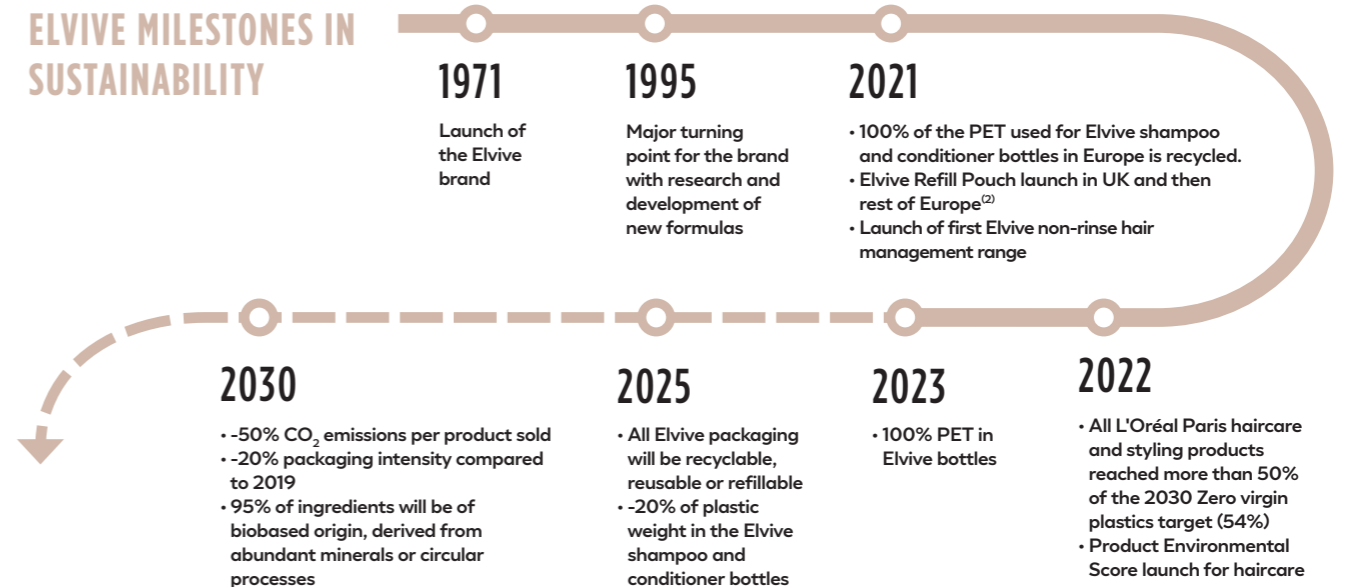 ELVIVE MILESTONES IN
SUSTAINABILITY
1971
Launch of
the Elvive
brand
1995
Major turning
point for the brand
with research and
development of
new formulas
2021
• 100% of the PET used for Elvive shampoo
and conditioner bottles in Europe is recycled.
• Elvive Refill Pouch launch in UK and then
rest of Europe(2)
• Launch of first Elvive non-rinse hair
management range
2022
• All L'Oréal Paris haircare
and styling products
reached more than 50%
of the 2030 Zero virgin
plastics target (54%)
• Product Environmental
Score launch for haircare
2023
• 100% PET in
Elvive bottles
2025
• All Elvive packaging
will be recyclable,
reusable or refillable
• -20% of plastic
weight in the Elvive
shampoo and
conditioner bottles
2030
• -50% CO2 emissions per product sold
• -20% packaging intensity compared
to 2019
• 95% of ingredients will be of
biobased origin, derived from
abundant minerals or circular
processes